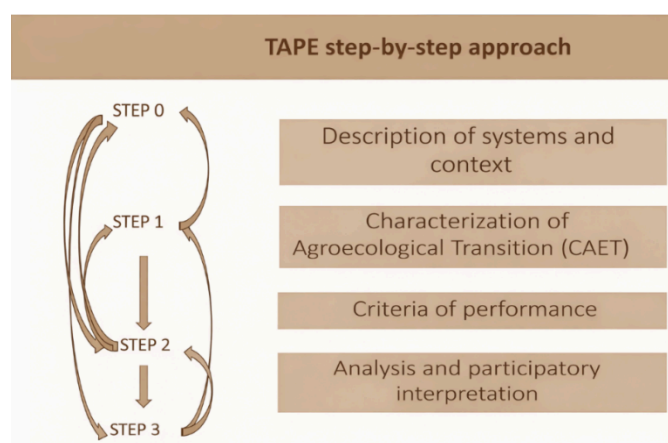 TAPE step-by-step approach
STEP 0
Description of systems and
context
STEP 1
Characterization of
Agroecological Transition (CAET)
Criteria of performance
STEP 2
Analysis and participatory
interpretation
STEP 3